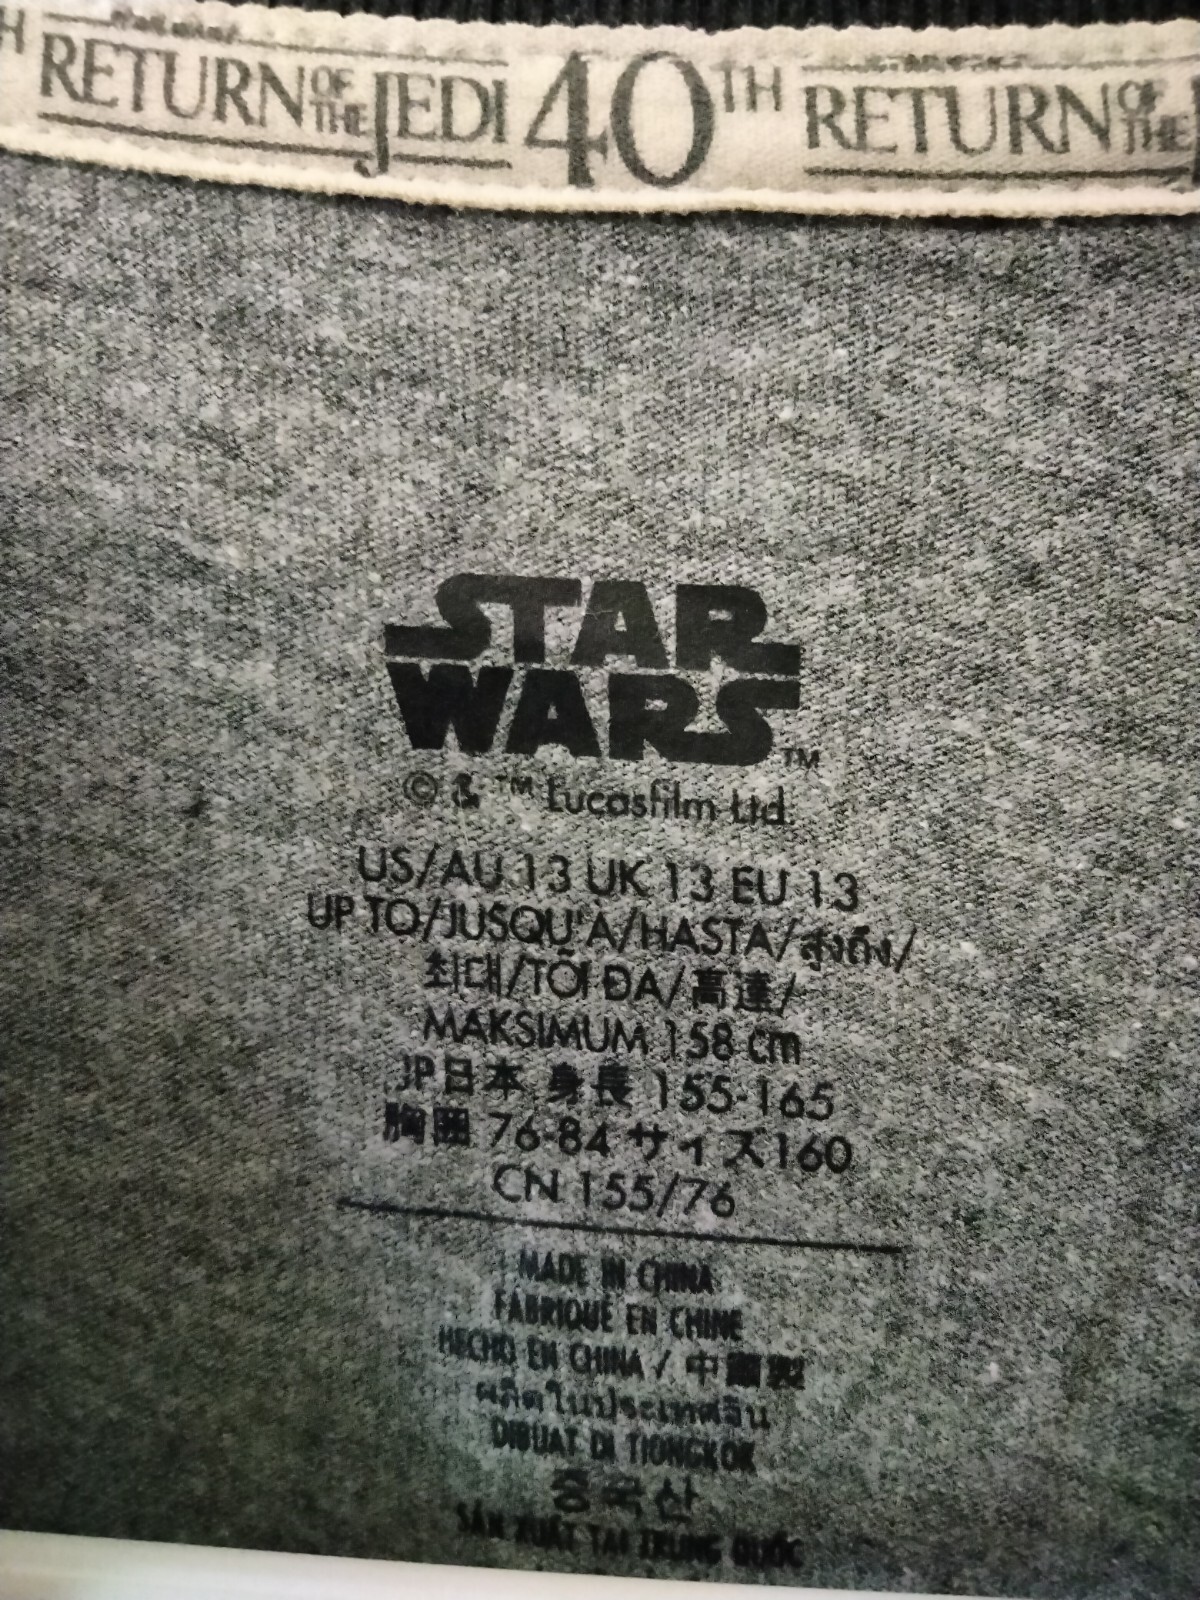 RETURN OF THE JEDI 40TH RETURN OF THE
STAR
WARS™
© & ™ Lucasfilm Ltd.
US/AU 13 UK 13 EU 13
UP TO/JUSQU'À/HASTA/สูงถึง/
최대/TỐI ĐA/高達/
MAKSIMUM 158 cm
JP日本 身長 155-165
胸囲 76-84 サイズ160
CN 155/76
MADE IN CHINA
FABRIQUÉ EN CHINE
HECHO EN CHINA / 中國製
ผลิตในประเทศจีน
DIBUAT DI TIONGKOK
중국산
SẢN XUẤT TẠI TRUNG QUỐC